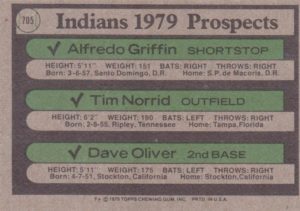 705
Indians 1979 Prospects
Alfredo Griffin SHORTSTOP
HEIGHT: 5'11" WEIGHT: 151 BATS: RIGHT THROWS: RIGHT
Born: 3-6-57, Santo Domingo, D.R. Home: S.P. de Macoris, D.R.
Tim Norrid OUTFIELD
HEIGHT: 6'2" WEIGHT: 190 BATS: LEFT THROWS: RIGHT
Born: 2-8-55, Ripley, Tennessee Home: Tampa, Florida
Dave Oliver 2nd BASE
HEIGHT: 5'11" WEIGHT: 175 BATS: LEFT THROWS: RIGHT
Born: 4-7-51, Stockton, California Home: Stockton, California
© 1979 TOPPS CHEWING GUM, INC. PRTD. IN U.S.A.